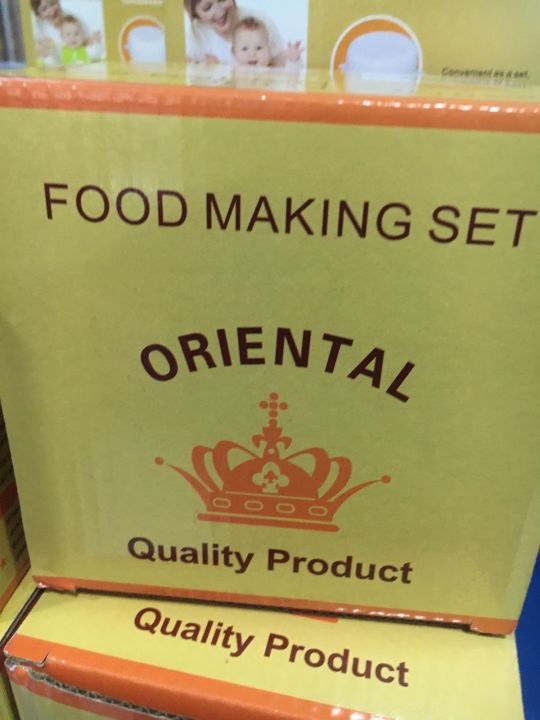 Convenient as a set,
FOOD MAKING SET
ORIENTAL
Quality Product
Quality Product